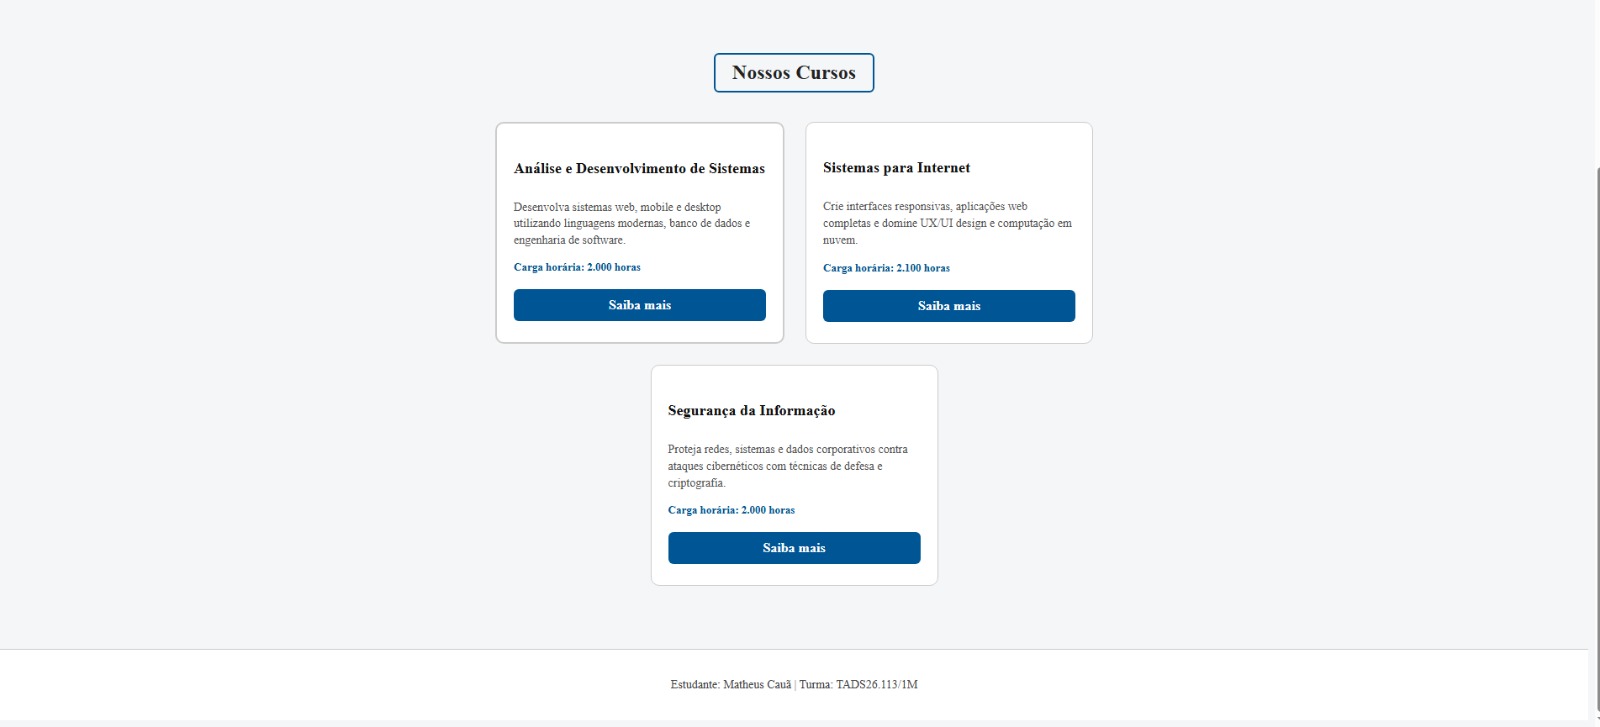 Nossos Cursos
Análise e Desenvolvimento de Sistemas
Desenvolva sistemas web, mobile e desktop
utilizando linguagens modernas, banco de dados e
engenharia de software.
Carga horária: 2.000 horas
Saiba mais
Sistemas para Internet
Crie interfaces responsivas, aplicações web
completas e domine UX/UI design e computação em
nuvem.
Carga horária: 2.100 horas
Saiba mais
Segurança da Informação
Proteja redes, sistemas e dados corporativos contra
ataques cibernéticos com técnicas de defesa e
criptografia.
Carga horária: 2.000 horas
Saiba mais
Estudante: Matheus Cauã | Turma: TADS26.113/1M